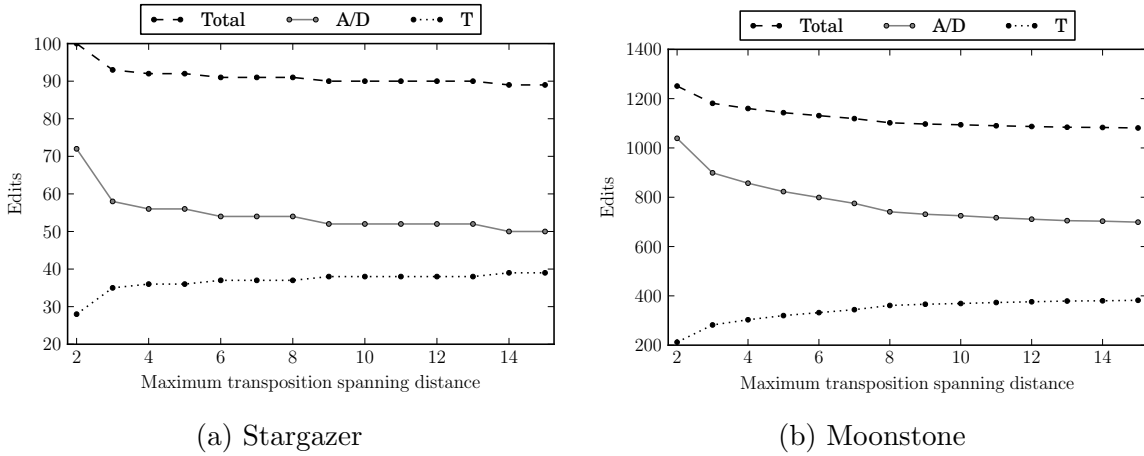 Total A/D T
100
90
80
70
60
50
40
30
20
Edits
2 4 6 8 10 12 14
Maximum transposition spanning distance
(a) Stargazer
Total A/D T
1400
1200
1000
800
600
400
200
Edits
2 4 6 8 10 12 14
Maximum transposition spanning distance
(b) Moonstone